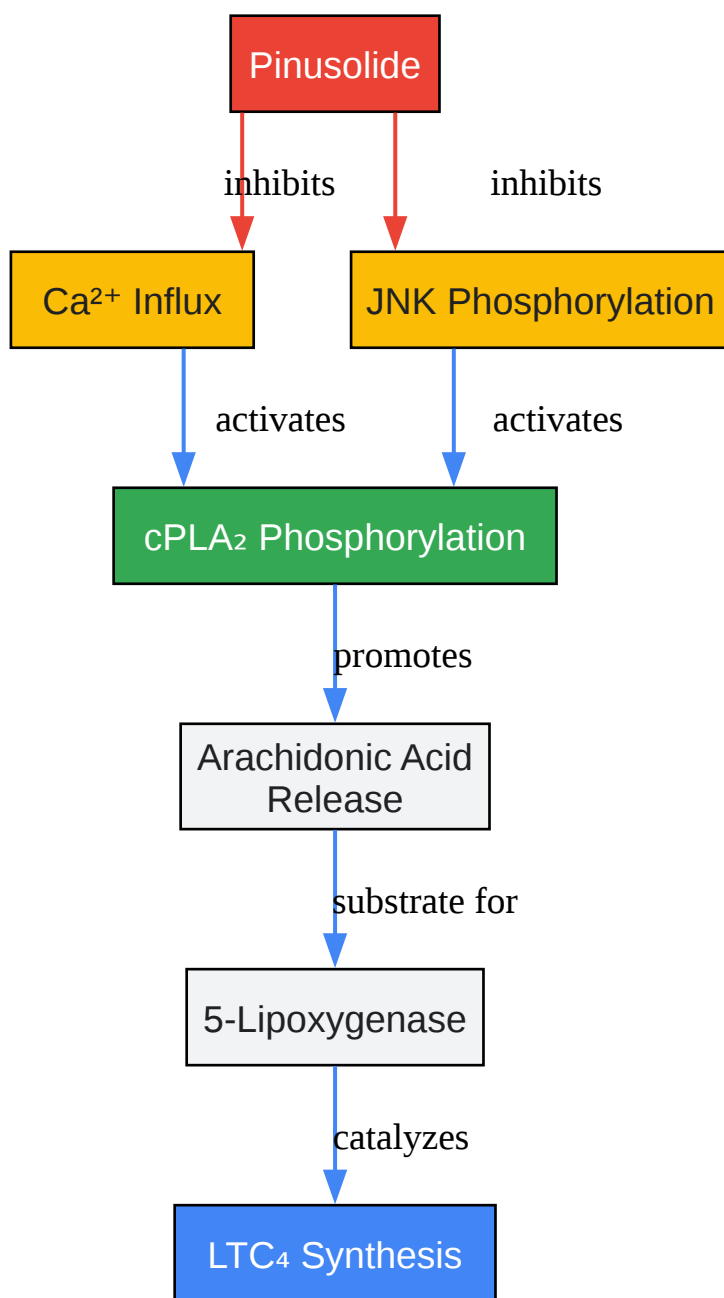 Pinusolide
inhibits
inhibits
Ca²⁺ Influx
JNK Phosphorylation
activates
activates
cPLA₂ Phosphorylation
promotes
Arachidonic Acid
Release
substrate for
5-Lipoxygenase
catalyzes
LTC₄ Synthesis